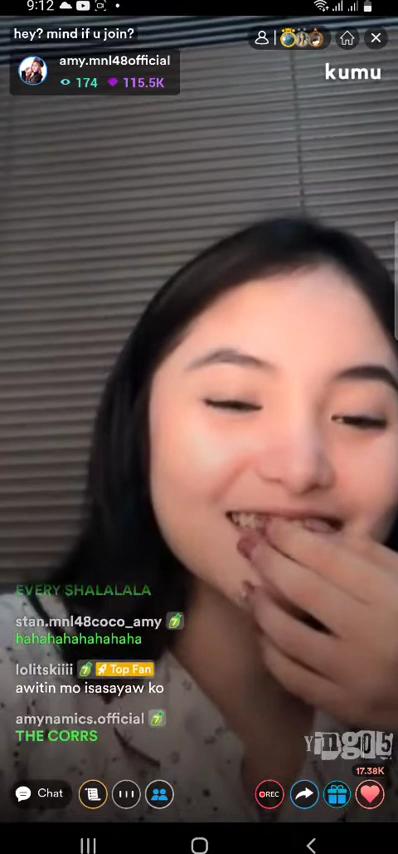 9:12
hey? mind if u join?
amy.mnl48official
174 115.5K
kumu
EVERY SHALALALA
stan.mnl48coco_amy
hahahahahahahaha
lolitskiiii Top Fan
awitin mo isasayaw ko
amynamics.official
THE CORRS
Yingo5
17.38K
Chat
REC